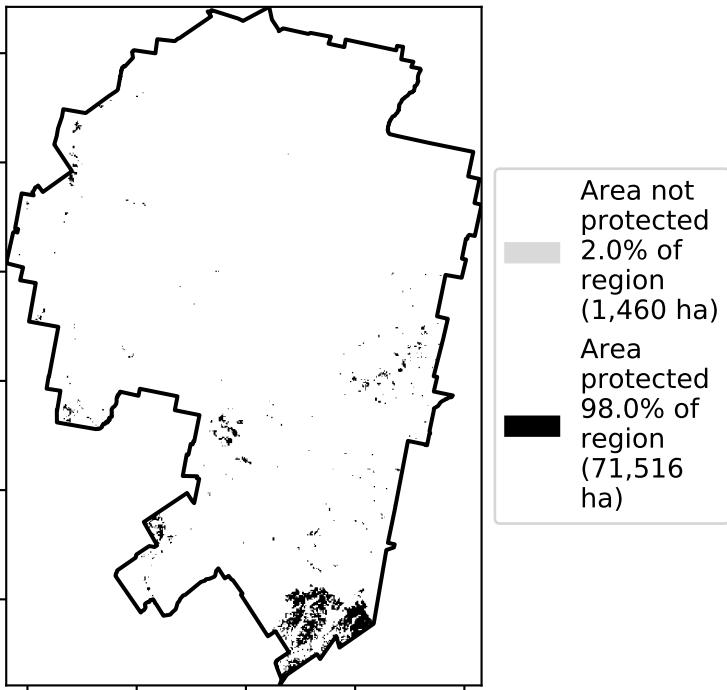 Area not
protected
2.0% of
region
(1,460 ha)
Area
protected
98.0% of
region
(71,516
ha)